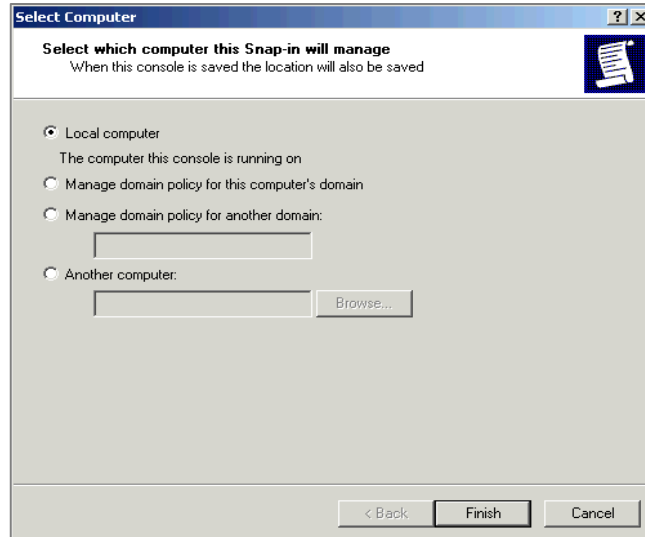 Select Computer
Select which computer this Snap-in will manage
When this console is saved the location will also be saved
Local computer
The computer this console is running on
Manage domain policy for this computer's domain
Manage domain policy for another domain:
Another computer:
Browse...
< Back Finish Cancel